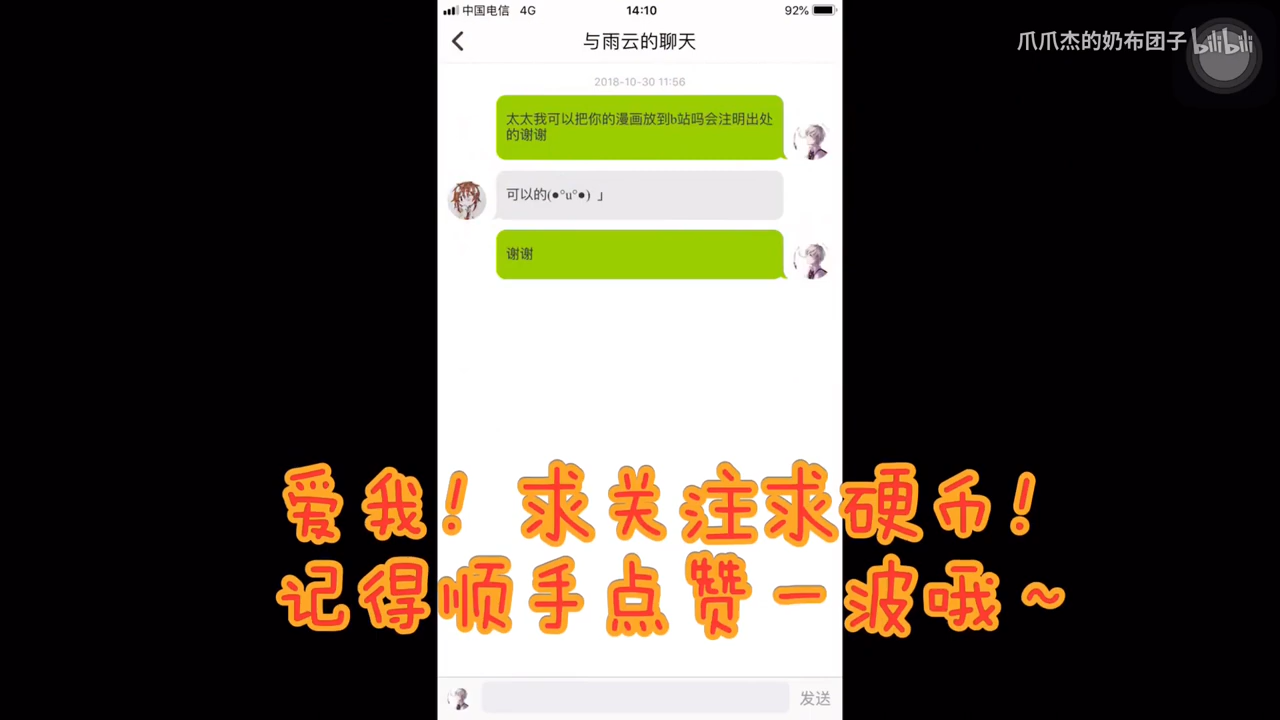 中国电信 4G 14:10 92%
与雨云的聊天
爪爪杰的奶布团子 bilibili
2018-10-30 11:56
太太我可以把你的漫画放到b站吗会注明出处
的谢谢
可以的(●°u°●) 」
谢谢
爱我！求关注求硬币！
记得顺手点赞一波哦~
发送